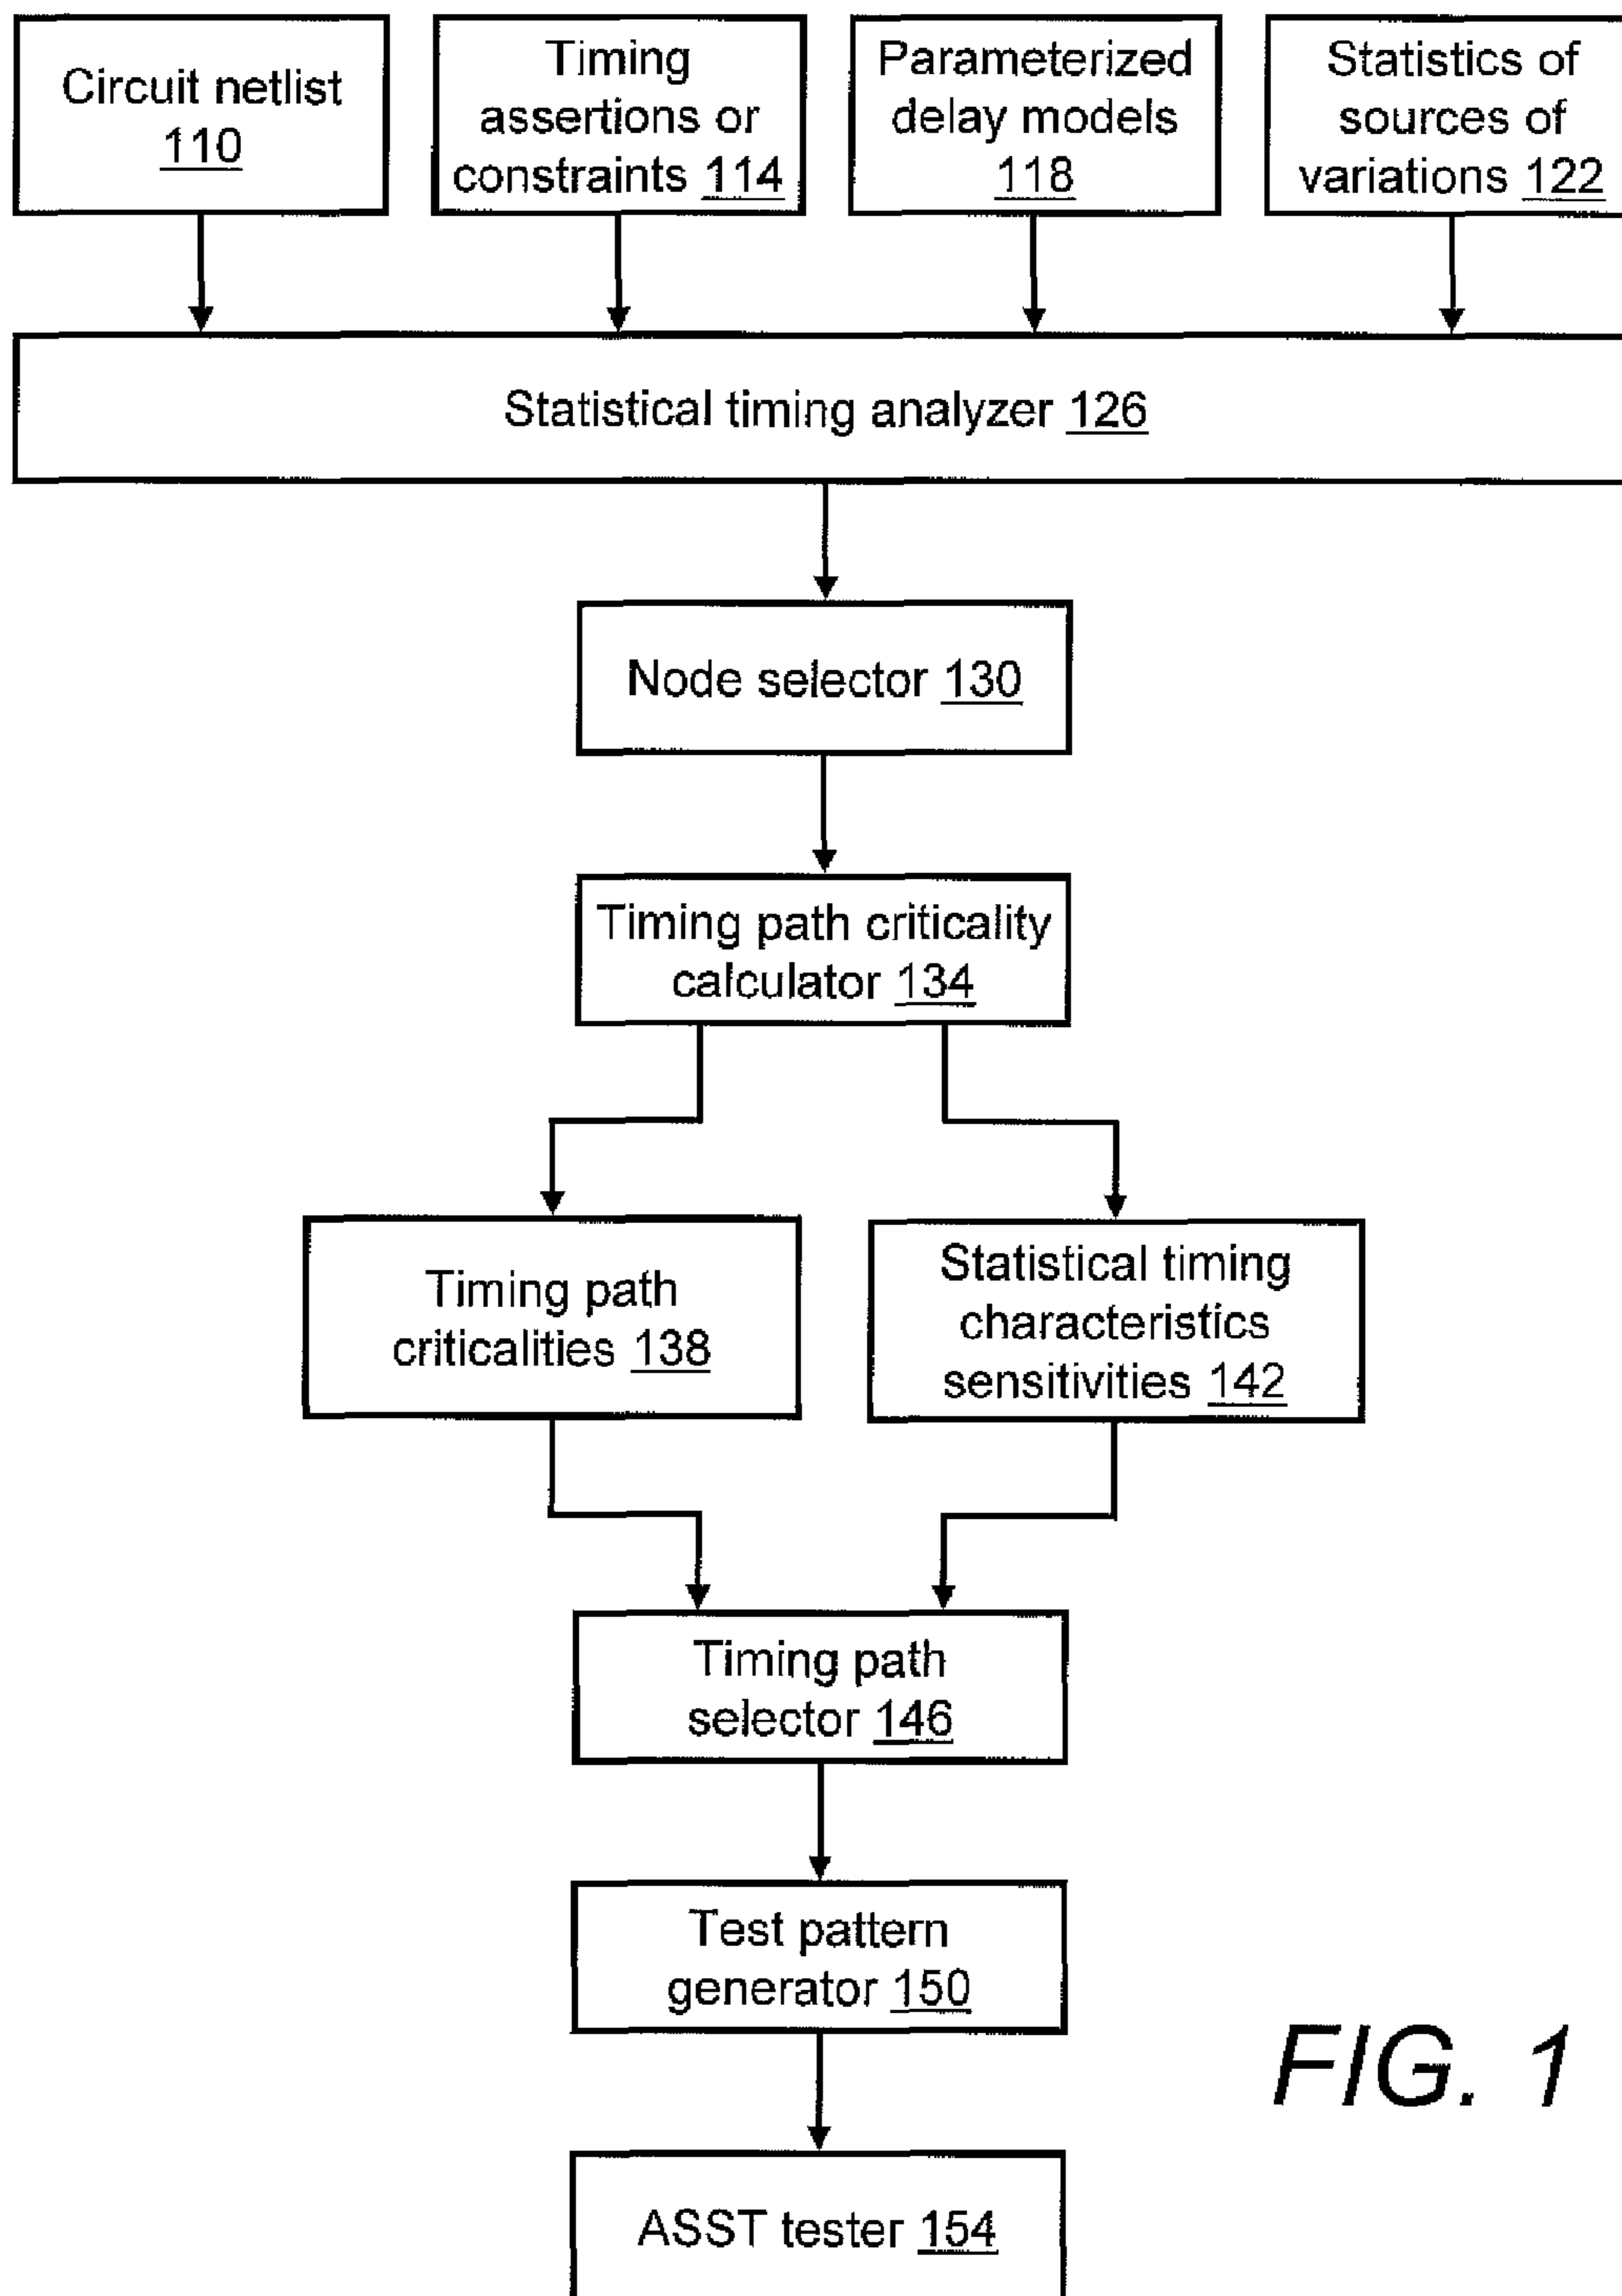 Circuit netlist
110
Timing
assertions or
constraints 114
Parameterized
delay models
118
Statistics of
sources of
variations 122
Statistical timing analyzer 126
Node selector 130
Timing path criticality
calculator 134
Timing path
criticalities 138
Statistical timing
characteristics
sensitivities 142
Timing path
selector 146
Test pattern
generator 150
FIG. 1
ASST tester 154